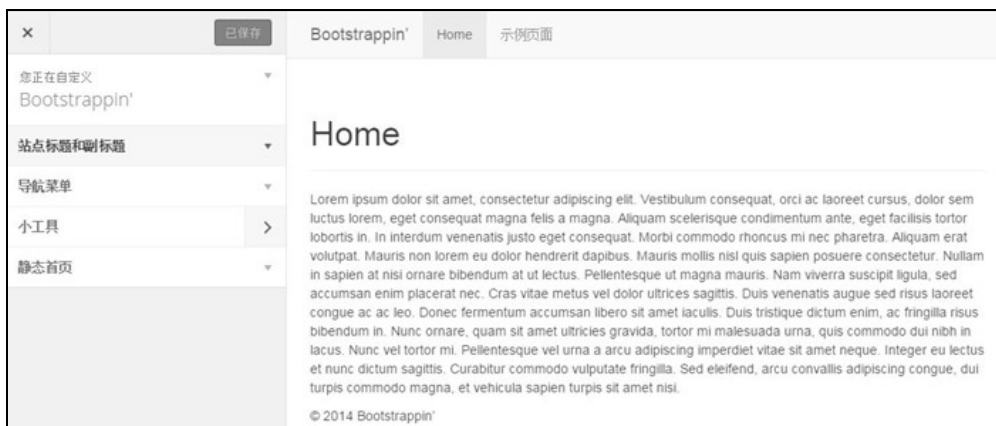 ×
已保存
您正在自定义
Bootstrappin'
站点标题和副标题
导航菜单
小工具
静态首页
Bootstrappin' Home 示例页面
Home
Lorem ipsum dolor sit amet, consectetur adipiscing elit. Vestibulum consequat, orci ac laoreet cursus, dolor sem
luctus lorem, eget consequat magna felis a magna. Aliquam scelerisque condimentum ante, eget facilisis tortor
lobortis in. In interdum venenatis justo eget consequat. Morbi commodo rhoncus mi nec pharetra. Aliquam erat
volutpat. Mauris non lorem eu dolor hendrerit dapibus. Mauris mollis nisl quis sapien posuere consectetur. Nullam
in sapien at nisi ornare bibendum at ut lectus. Pellentesque ut magna mauris. Nam viverra suscipit ligula, sed
accumsan enim placerat nec. Cras vitae metus vel dolor ultrices sagittis. Duis venenatis augue sed risus laoreet
congue ac ac leo. Donec fermentum accumsan libero sit amet iaculis. Duis tristique dictum enim, ac fringilla risus
bibendum in. Nunc ornare, quam sit amet ultricies gravida, tortor mi malesuada urna, quis commodo dui nibh in
lacus. Nunc vel tortor mi. Pellentesque vel urna a arcu adipiscing imperdiet vitae sit amet neque. Integer eu lectus
et nunc dictum sagittis. Curabitur commodo vulputate fringilla. Sed eleifend, arcu convallis adipiscing congue, dui
turpis commodo magna, et vehicula sapien turpis sit amet nisi.
© 2014 Bootstrappin'